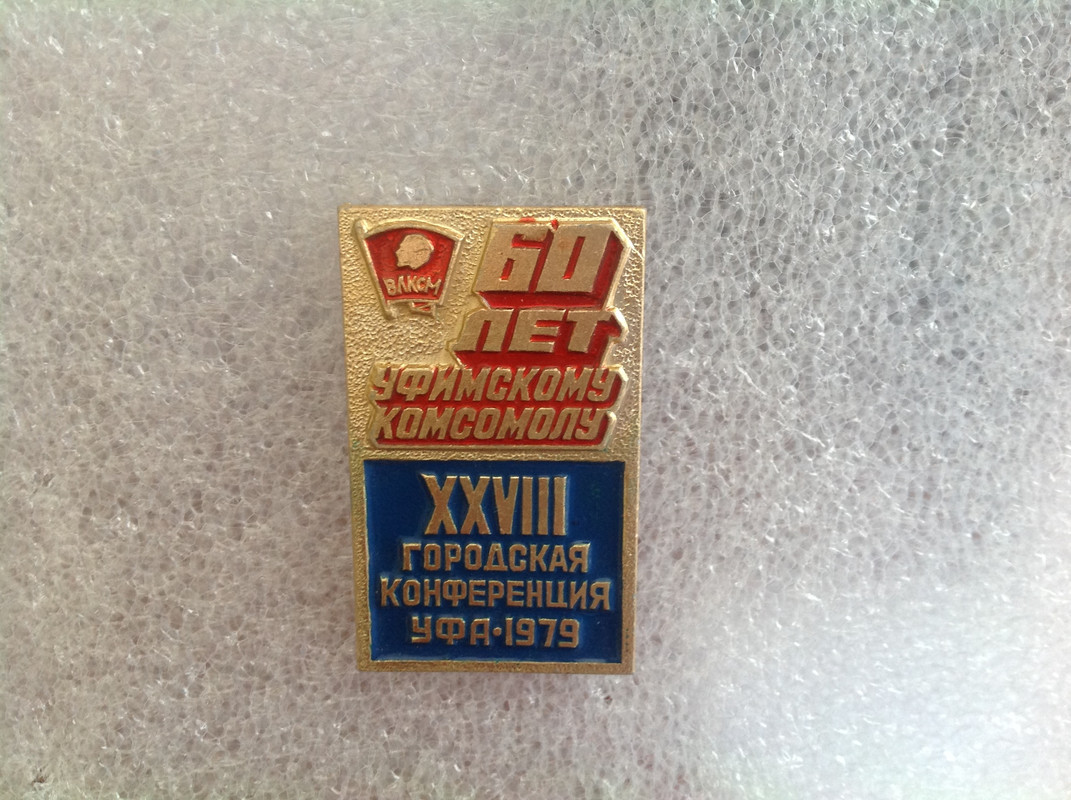 ВЛКСМ
60
ЛЕТ
УФИМСКОМУ
КОМСОМОЛУ
XXVIII
ГОРОДСКАЯ
КОНФЕРЕНЦИЯ
УФА•1979